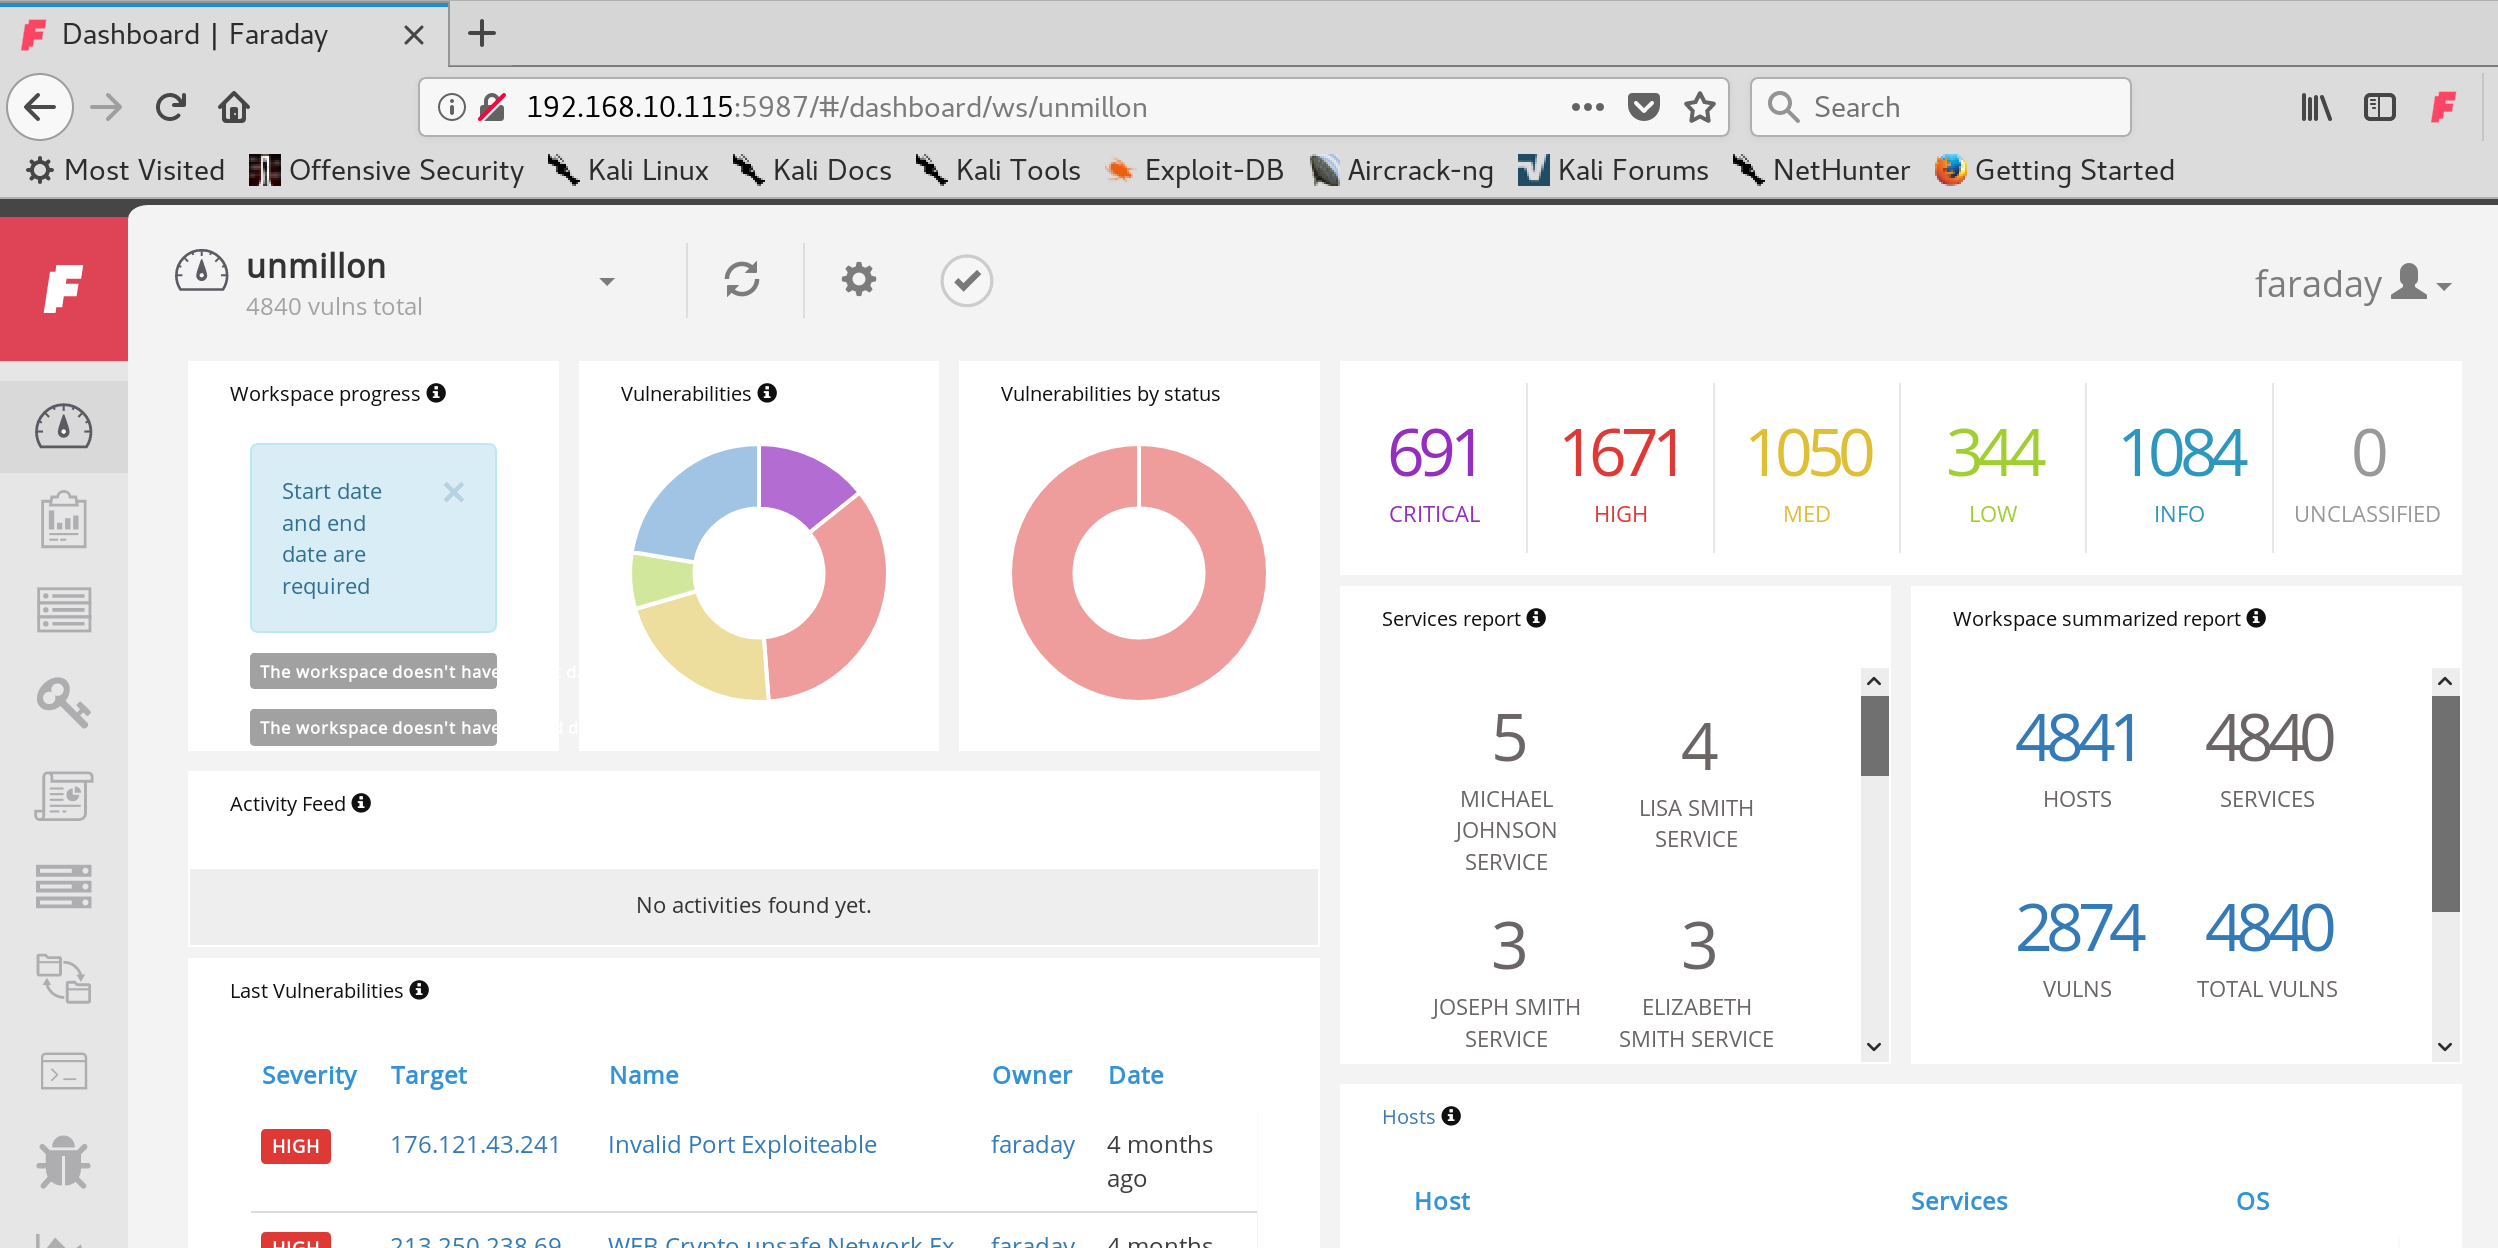 Dashboard | Faraday
192.168.10.115:5987/#/dashboard/ws/unmillon
Search
Most Visited
Offensive Security
Kali Linux
Kali Docs
Kali Tools
Exploit-DB
Aircrack-ng
Kali Forums
NetHunter
Getting Started
unmillon
4840 vulns total
faraday
Workspace progress
Start date
and end
date are
required
The workspace doesn't have
The workspace doesn't have
Vulnerabilities
Vulnerabilities by status
691
CRITICAL
1671
HIGH
1050
MED
344
LOW
1084
INFO
0
UNCLASSIFIED
Services report
5
MICHAEL
JOHNSON
SERVICE
4
LISA SMITH
SERVICE
3
JOSEPH SMITH
SERVICE
3
ELIZABETH
SMITH SERVICE
Workspace summarized report
4841
HOSTS
4840
SERVICES
2874
VULNS
4840
TOTAL VULNS
Activity Feed
No activities found yet.
Last Vulnerabilities
Severity Target Name Owner Date
HIGH 176.121.43.241 Invalid Port Exploiteable faraday 4 months
ago
HIGH 213.250.238.69 WEB Crypto unsafe Network Ex faraday 4 months
Hosts
Host Services OS